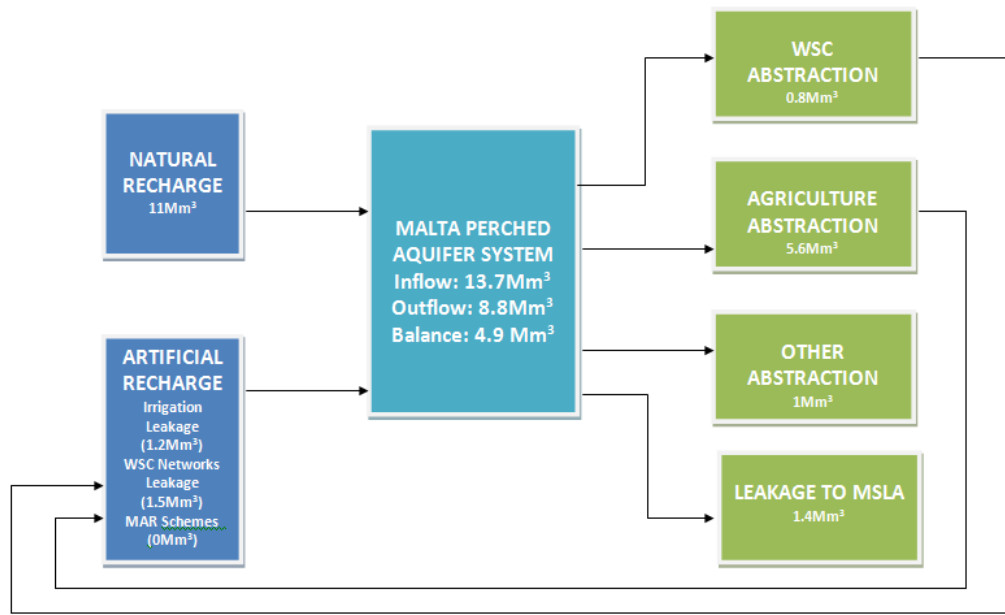 NATURAL
RECHARGE
11Mm³
ARTIFICIAL
RECHARGE
Irrigation
Leakage
(1.2Mm³)
WSC Networks
Leakage
(1.5Mm³)
MAR Schemes
(0Mm³)
MALTA PERCHED
AQUIFER SYSTEM
Inflow: 13.7Mm³
Outflow: 8.8Mm³
Balance: 4.9 Mm³
WSC
ABSTRACTION
0.8Mm³
AGRICULTURE
ABSTRACTION
5.6Mm³
OTHER
ABSTRACTION
1Mm³
LEAKAGE TO MSLA
1.4Mm³